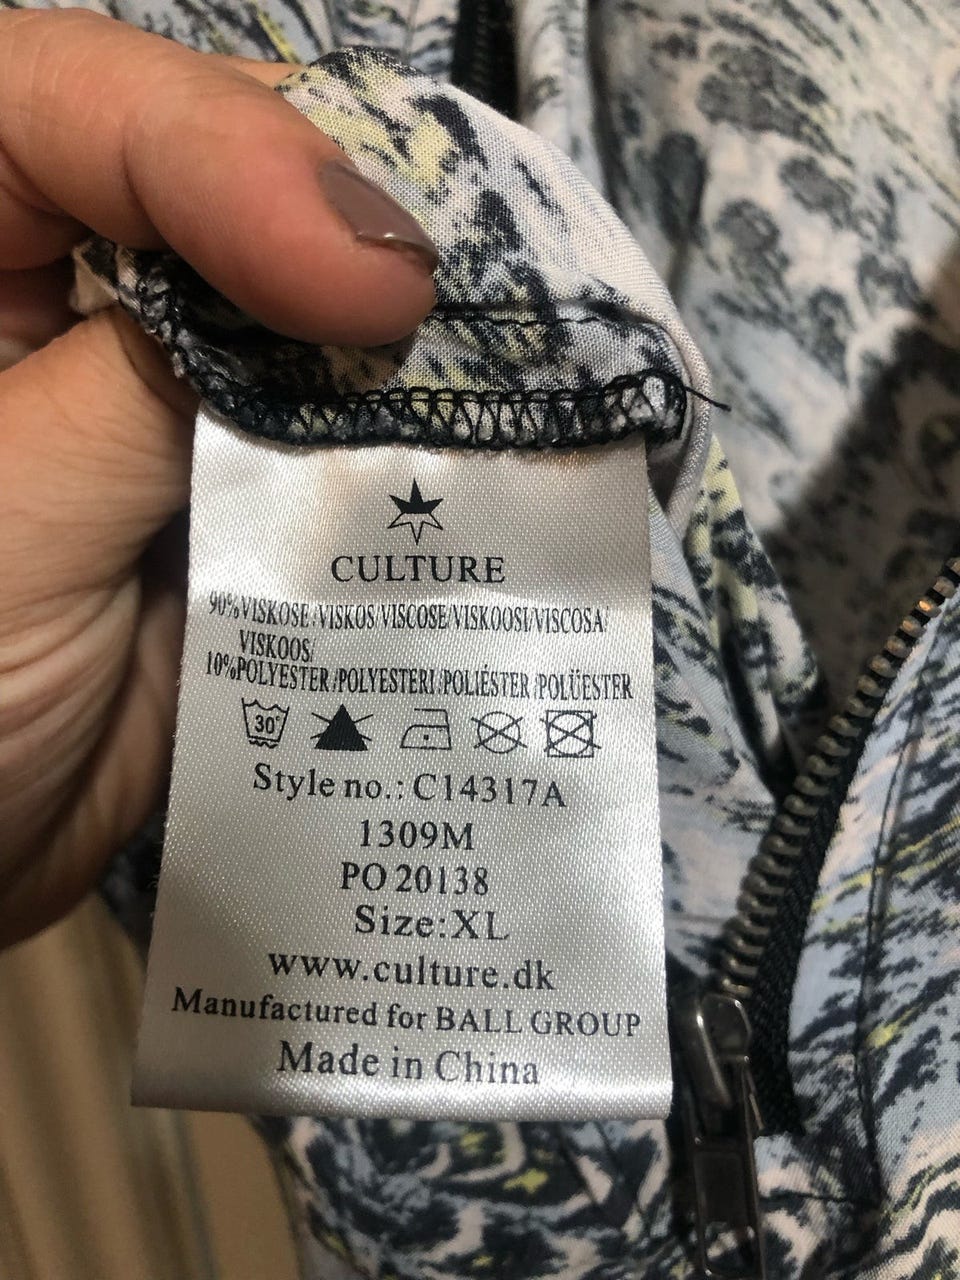 CULTURE
90%VISKOSE/VISKOS/VISCOSE/VISKOOSI/VISCOSA/
VISKOOS/
10%POLYESTER/POLYESTERI/POLIÉSTER/POLÜESTER
30°
Style no.: C14317A
1309M
PO 20138
Size:XL
www.culture.dk
Manufactured for BALL GROUP
Made in China